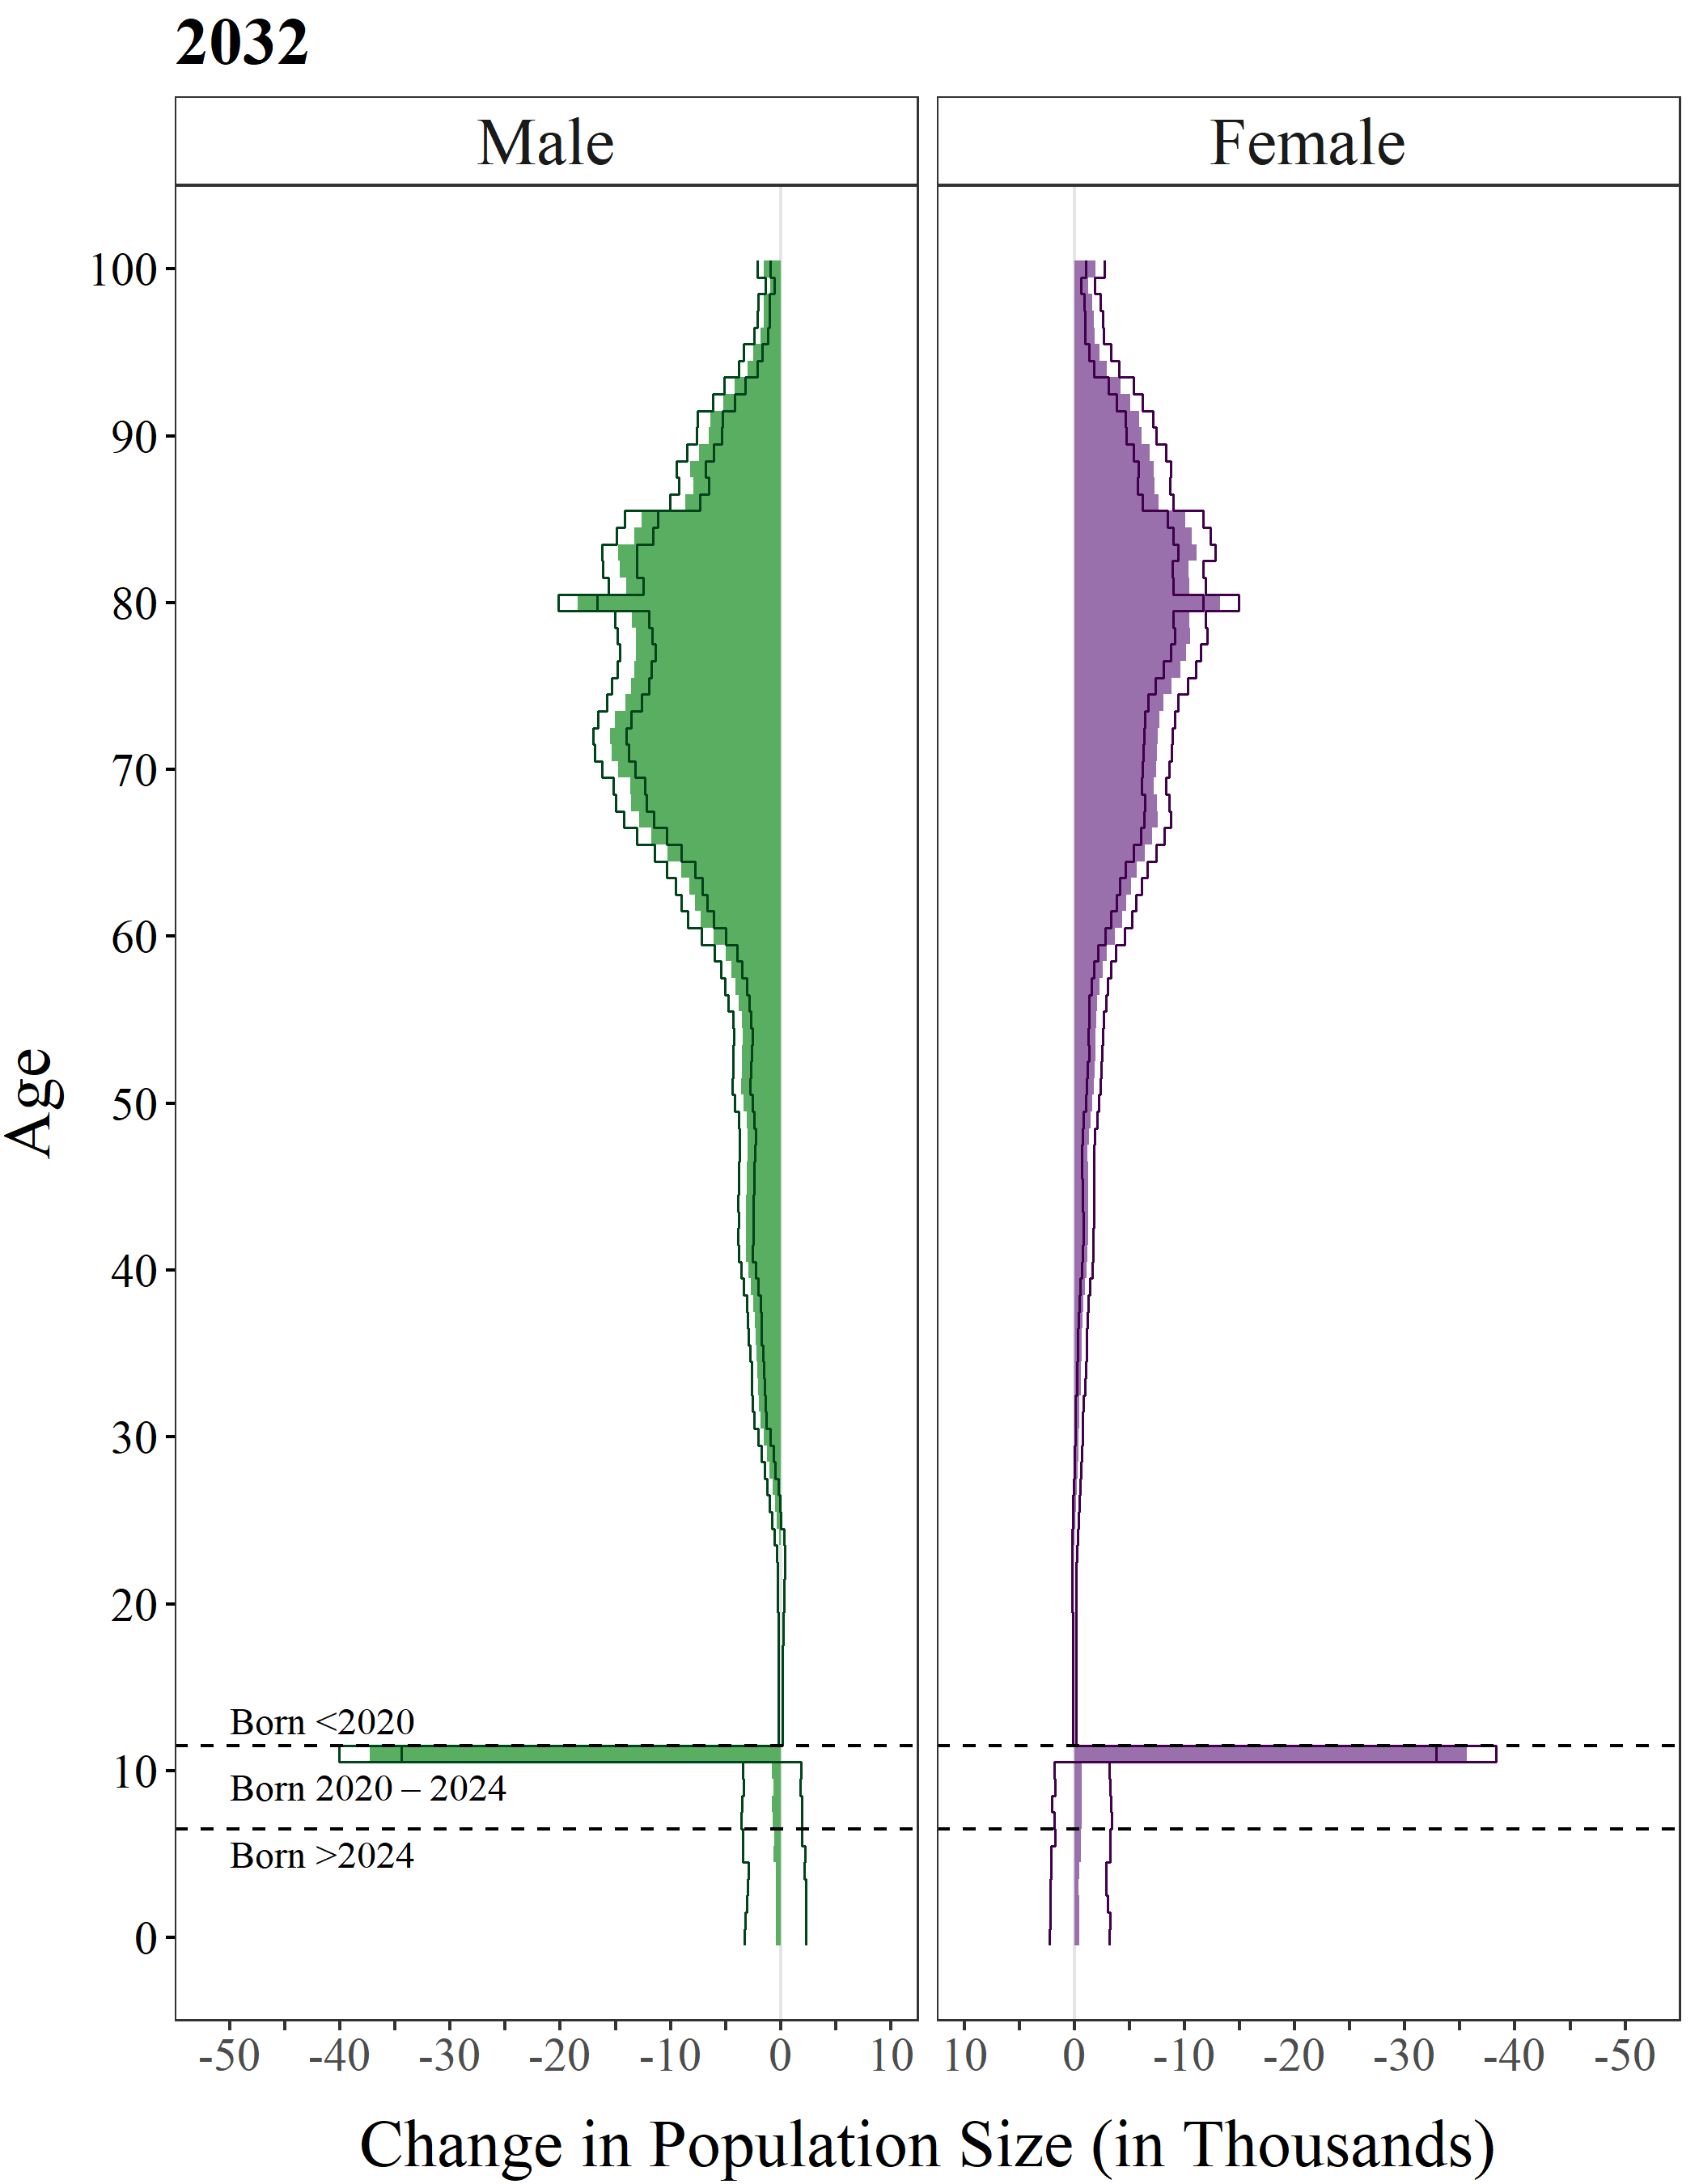 2032
Male
Female
100
90
80
70
60
50
40
30
20
10
0
Age
Born <2020
Born 2020 – 2024
Born >2024
-50 -40 -30 -20 -10 0 10
10 0 -10 -20 -30 -40 -50
Change in Population Size (in Thousands)